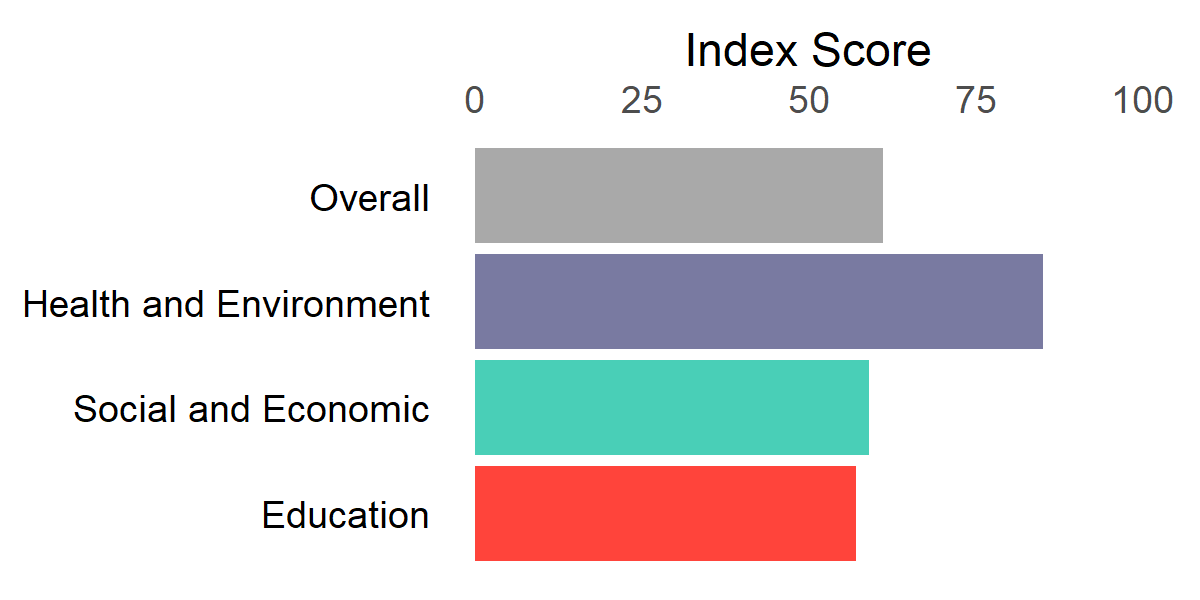 Index Score
0 25 50 75 100
Overall
Health and Environment
Social and Economic
Education